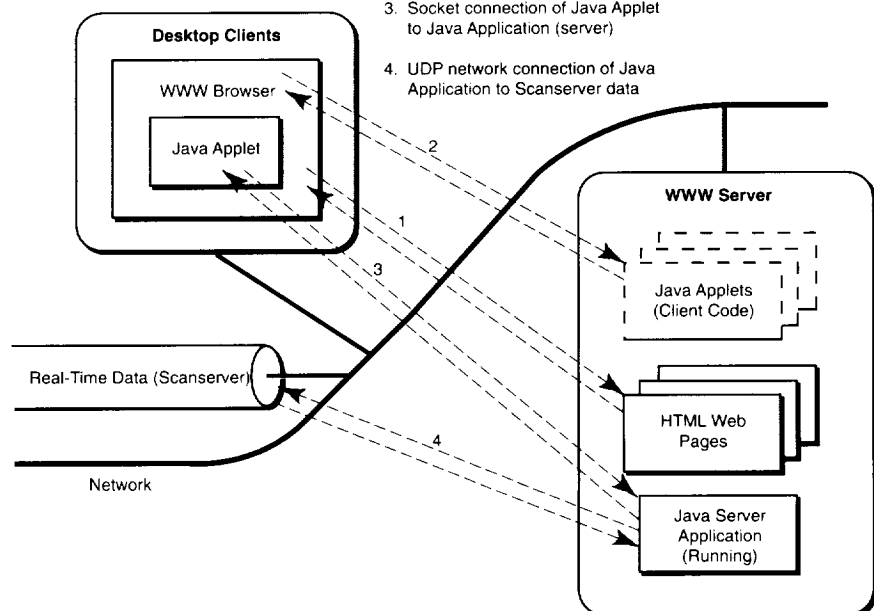 3. Socket connection of Java Applet
to Java Application (server)
4. UDP network connection of Java
Application to Scanserver data
Desktop Clients
WWW Browser
Java Applet
2
1
3
WWW Server
Java Applets
(Client Code)
Real-Time Data (Scanserver)
HTML Web
Pages
4
Network
Java Server
Application
(Running)